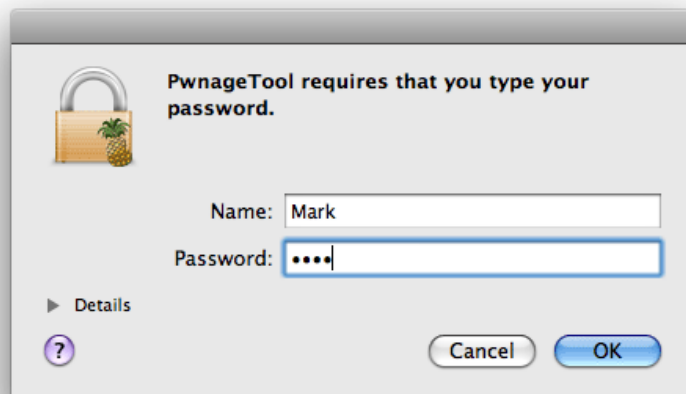 PwnageTool requires that you type your
password.
Name: Mark
Password: ••••
Details
?
Cancel OK